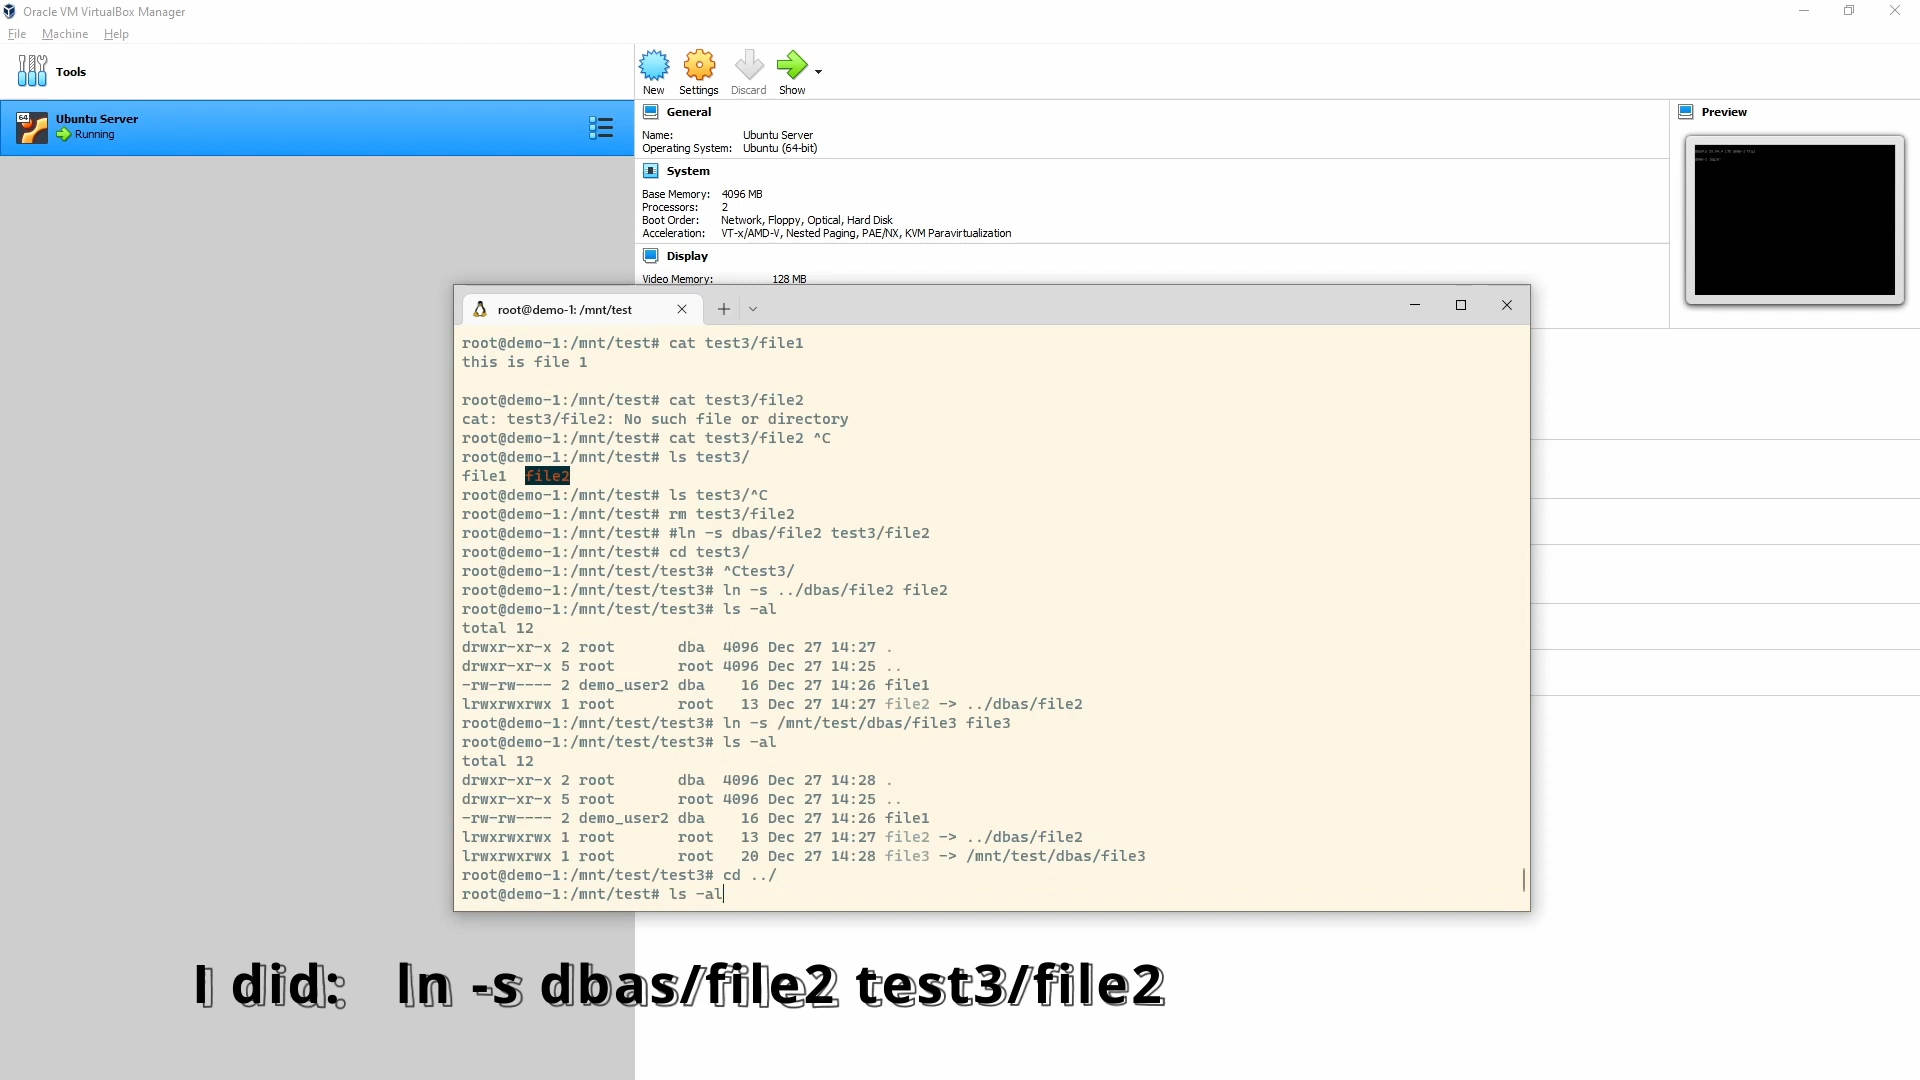 Oracle VM VirtualBox Manager
File Machine Help
Tools
New Settings Discard Show
64
Ubuntu Server
Running
General
Name: Ubuntu Server
Operating System: Ubuntu (64-bit)
System
Base Memory: 4096 MB
Processors: 2
Boot Order: Network, Floppy, Optical, Hard Disk
Acceleration: VT-x/AMD-V, Nested Paging, PAE/NX, KVM Paravirtualization
Display
Video Memory: 128 MB
Preview
root@demo-1: /mnt/test
root@demo-1:/mnt/test# cat test3/file1
this is file 1
root@demo-1:/mnt/test# cat test3/file2
cat: test3/file2: No such file or directory
root@demo-1:/mnt/test# cat test3/file2 ^C
root@demo-1:/mnt/test# ls test3/
file1 file2
root@demo-1:/mnt/test# ls test3/^C
root@demo-1:/mnt/test# rm test3/file2
root@demo-1:/mnt/test# #ln -s dbas/file2 test3/file2
root@demo-1:/mnt/test# cd test3/
root@demo-1:/mnt/test/test3# ^Ctest3/
root@demo-1:/mnt/test/test3# ln -s ../dbas/file2 file2
root@demo-1:/mnt/test/test3# ls -al
total 12
drwxr-xr-x 2 root dba 4096 Dec 27 14:27 .
drwxr-xr-x 5 root root 4096 Dec 27 14:25 ..
-rw-rw---- 2 demo_user2 dba 16 Dec 27 14:26 file1
lrwxrwxrwx 1 root root 13 Dec 27 14:27 file2 -> ../dbas/file2
root@demo-1:/mnt/test/test3# ln -s /mnt/test/dbas/file3 file3
root@demo-1:/mnt/test/test3# ls -al
total 12
drwxr-xr-x 2 root dba 4096 Dec 27 14:28 .
drwxr-xr-x 5 root root 4096 Dec 27 14:25 ..
-rw-rw---- 2 demo_user2 dba 16 Dec 27 14:26 file1
lrwxrwxrwx 1 root root 13 Dec 27 14:27 file2 -> ../dbas/file2
lrwxrwxrwx 1 root root 20 Dec 27 14:28 file3 -> /mnt/test/dbas/file3
root@demo-1:/mnt/test/test3# cd ../
root@demo-1:/mnt/test# ls -al
I did: ln -s dbas/file2 test3/file2